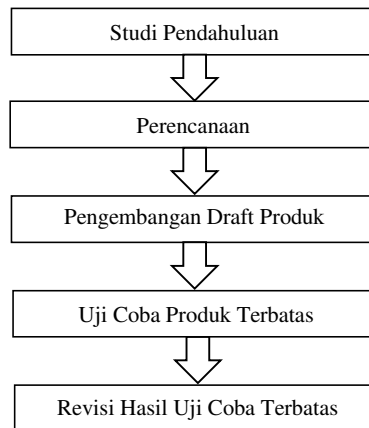 Studi Pendahuluan
Perencanaan
Pengembangan Draft Produk
Uji Coba Produk Terbatas
Revisi Hasil Uji Coba Terbatas